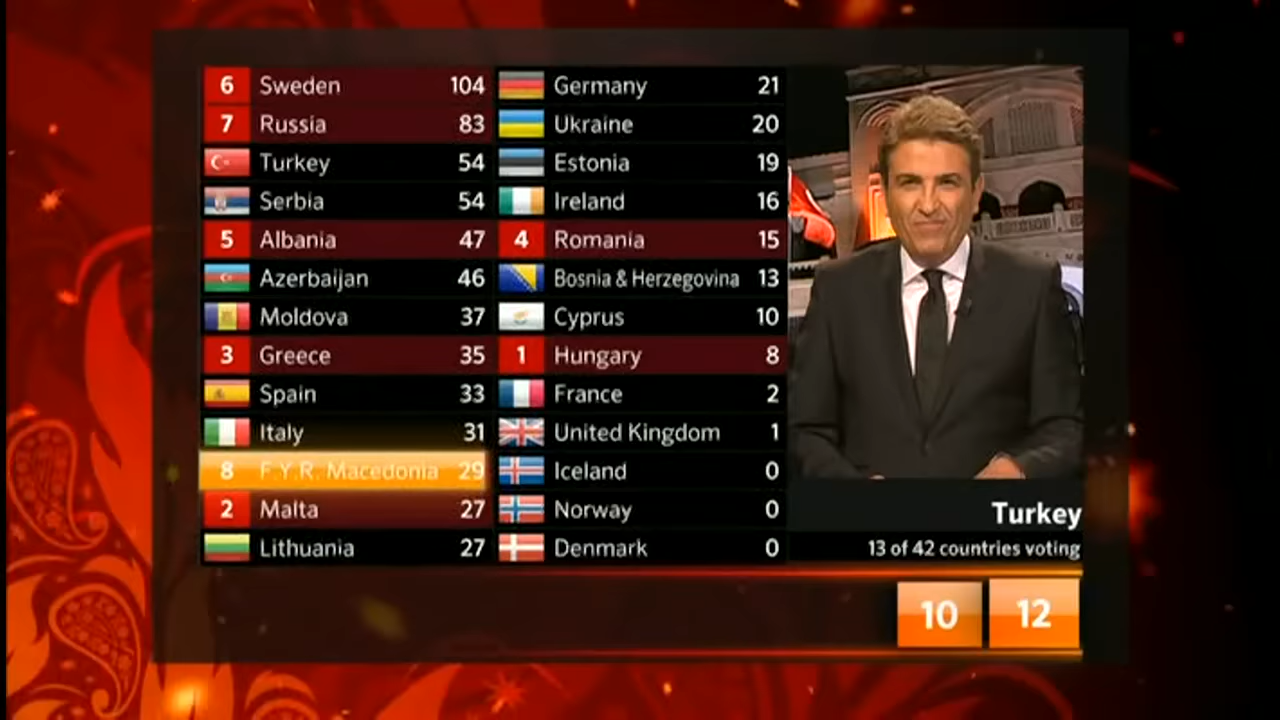 6 Sweden 104
7 Russia 83
Turkey 54
Serbia 54
5 Albania 47
Azerbaijan 46
Moldova 37
3 Greece 35
Spain 33
Italy 31
8 F.Y.R. Macedonia 29
2 Malta 27
Lithuania 27
Germany 21
Ukraine 20
Estonia 19
Ireland 16
4 Romania 15
Bosnia & Herzegovina 13
Cyprus 10
1 Hungary 8
France 2
United Kingdom 1
Iceland 0
Norway 0
Denmark 0
Turkey
13 of 42 countries voting
10 12